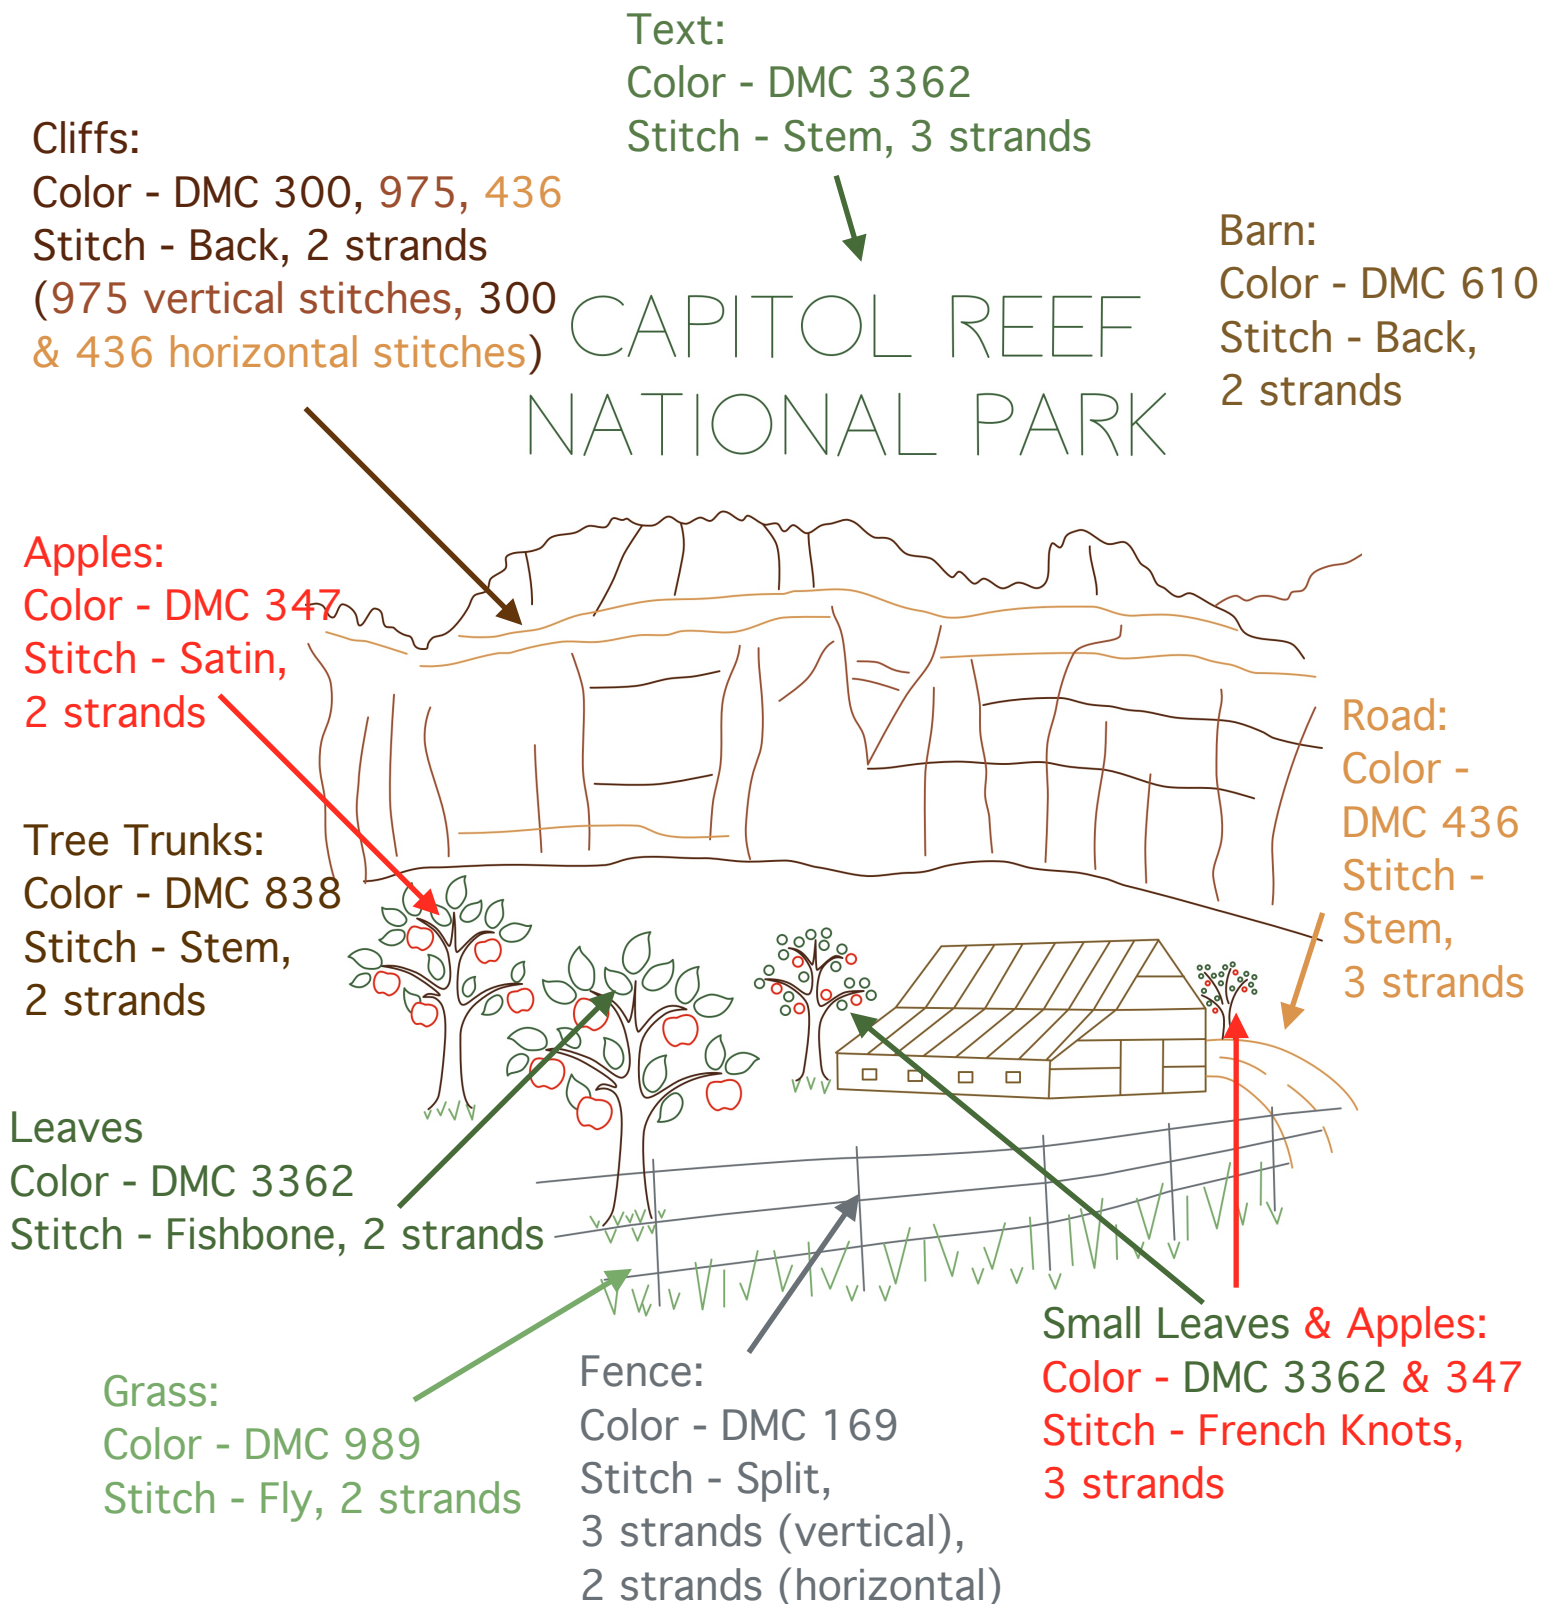 Text:
Color - DMC 3362
Stitch - Stem, 3 strands
Cliffs:
Color - DMC 300, 975, 436
Stitch - Back, 2 strands
(975 vertical stitches, 300
& 436 horizontal stitches)
Barn:
Color - DMC 610
Stitch - Back,
2 strands
CAPITOL REEF
NATIONAL PARK
Apples:
Color - DMC 347
Stitch - Satin,
2 strands
Road:
Color -
DMC 436
Stitch -
Stem,
3 strands
Tree Trunks:
Color - DMC 838
Stitch - Stem,
2 strands
Leaves
Color - DMC 3362
Stitch - Fishbone, 2 strands
Small Leaves & Apples:
Color - DMC 3362 & 347
Stitch - French Knots,
3 strands
Fence:
Color - DMC 169
Stitch - Split,
3 strands (vertical),
2 strands (horizontal)
Grass:
Color - DMC 989
Stitch - Fly, 2 strands